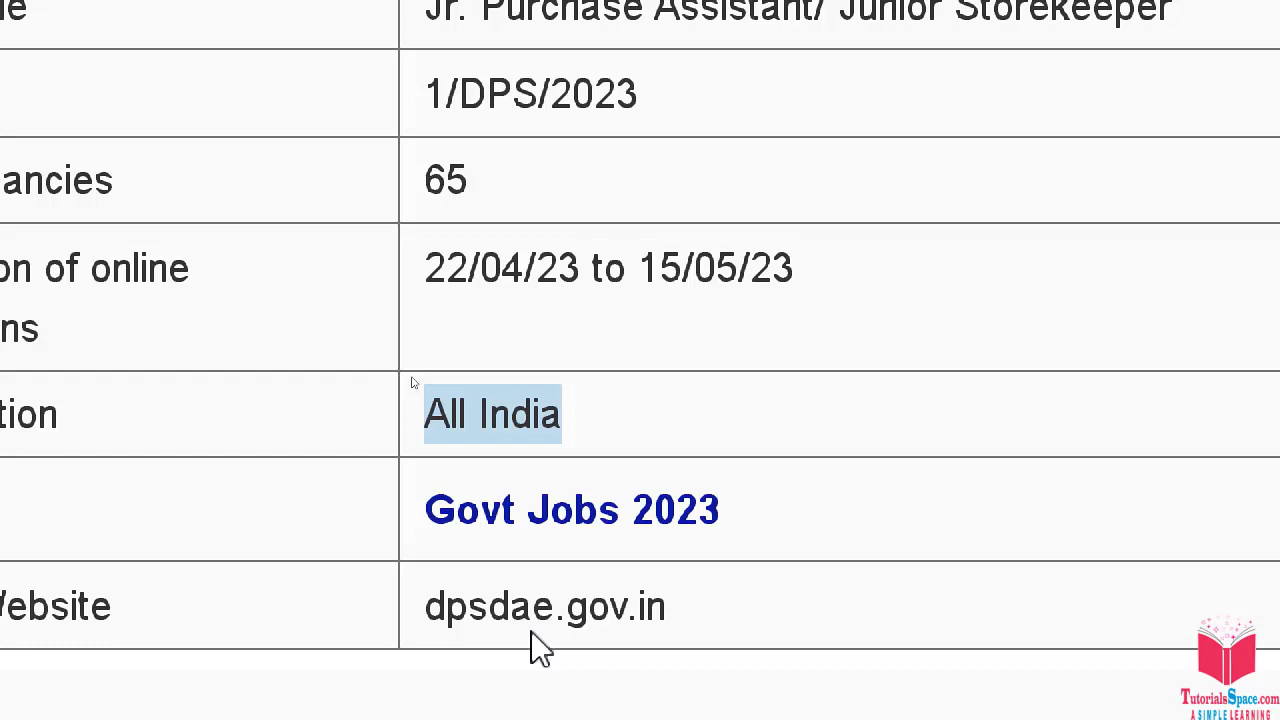 le Jr. Purchase Assistant/ Junior Storekeeper
1/DPS/2023
ancies 65
on of online 22/04/23 to 15/05/23
ns
tion All India
Govt Jobs 2023
Website dpsdae.gov.in
TutorialsSpace.com
A SIMPLE LEARNING